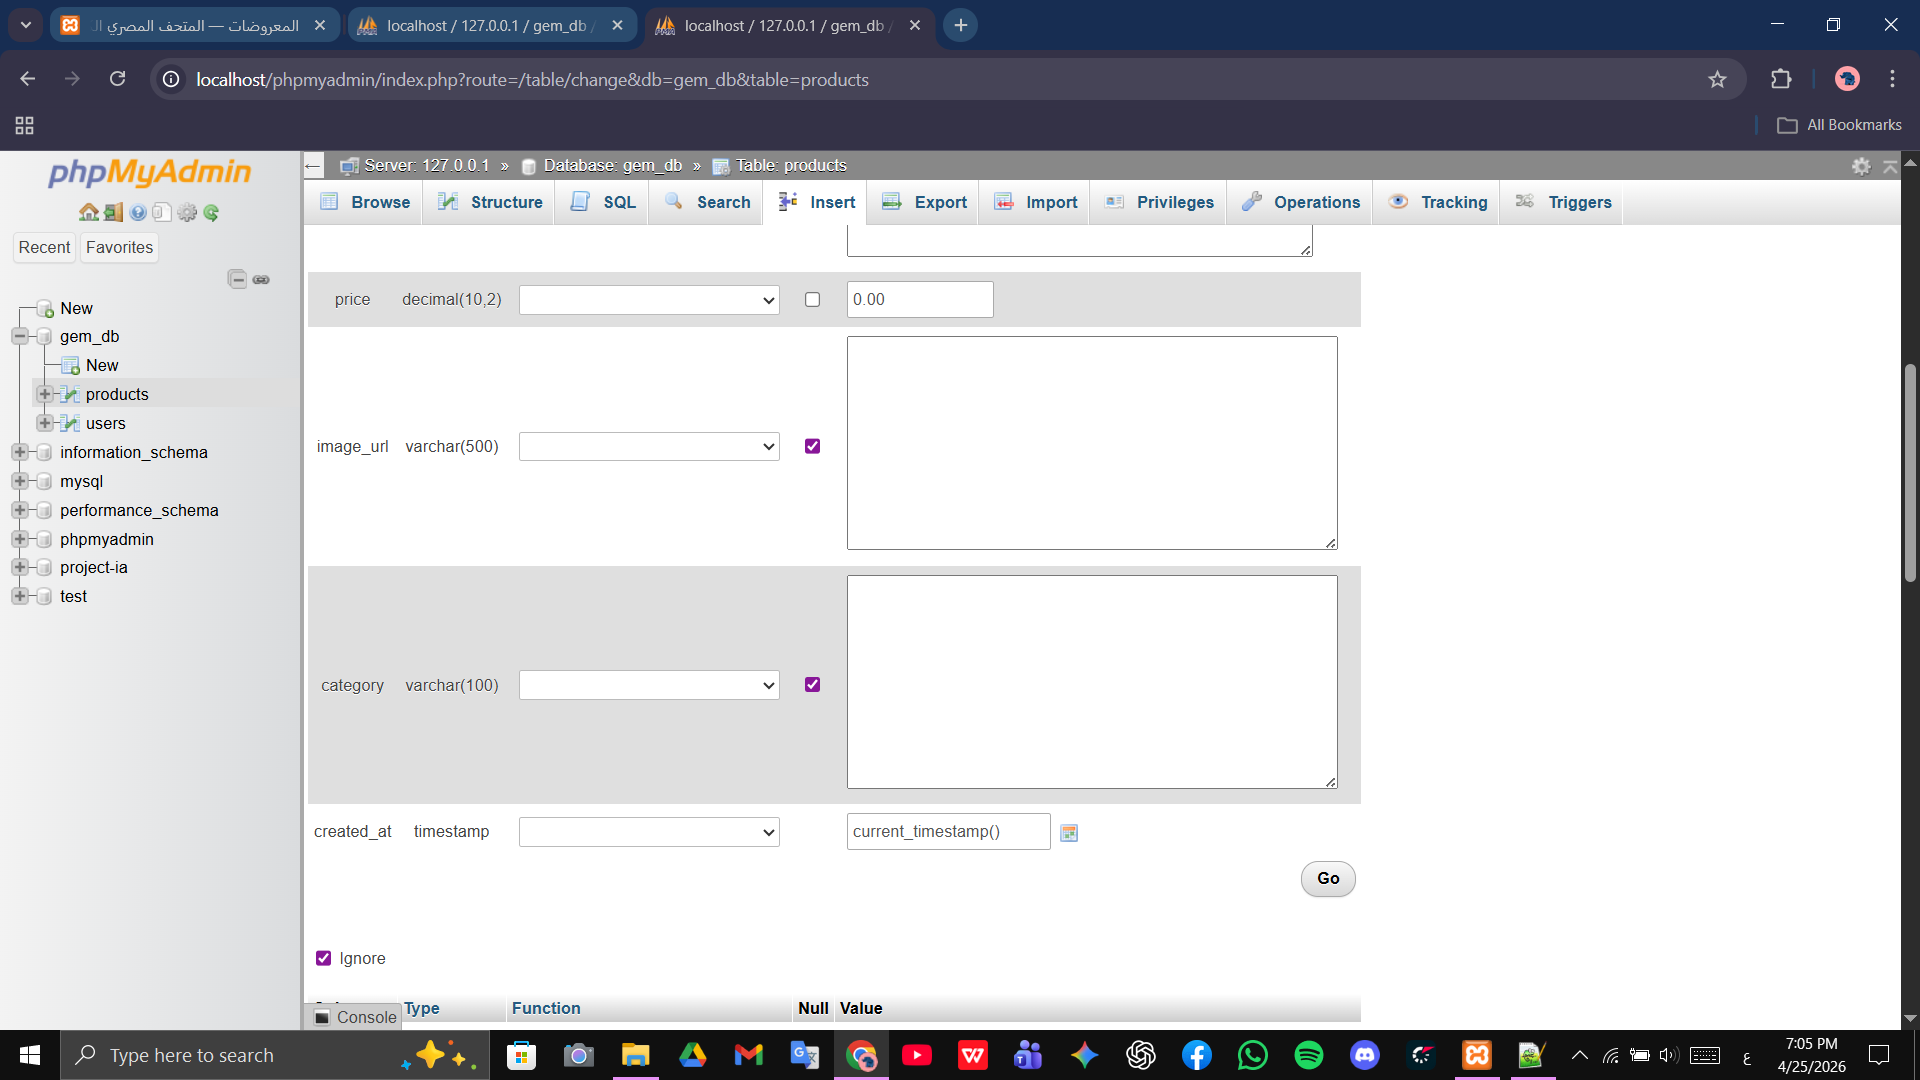 المعروضات — المتحف المصري ال
localhost / 127.0.0.1 / gem_db /
localhost / 127.0.0.1 / gem_db /
localhost/phpmyadmin/index.php?route=/table/change&db=gem_db&table=products
All Bookmarks
phpMyAdmin
Recent
Favorites
New
gem_db
New
products
users
information_schema
mysql
performance_schema
phpmyadmin
project-ia
test
Server: 127.0.0.1 » Database: gem_db » Table: products
Browse Structure SQL Search Insert Export Import Privileges Operations Tracking Triggers
price decimal(10,2) 0.00
image_url varchar(500)
category varchar(100)
created_at timestamp current_timestamp()
Go
Ignore
Type Function Null Value
Console
Type here to search
ع
7:05 PM
4/25/2026